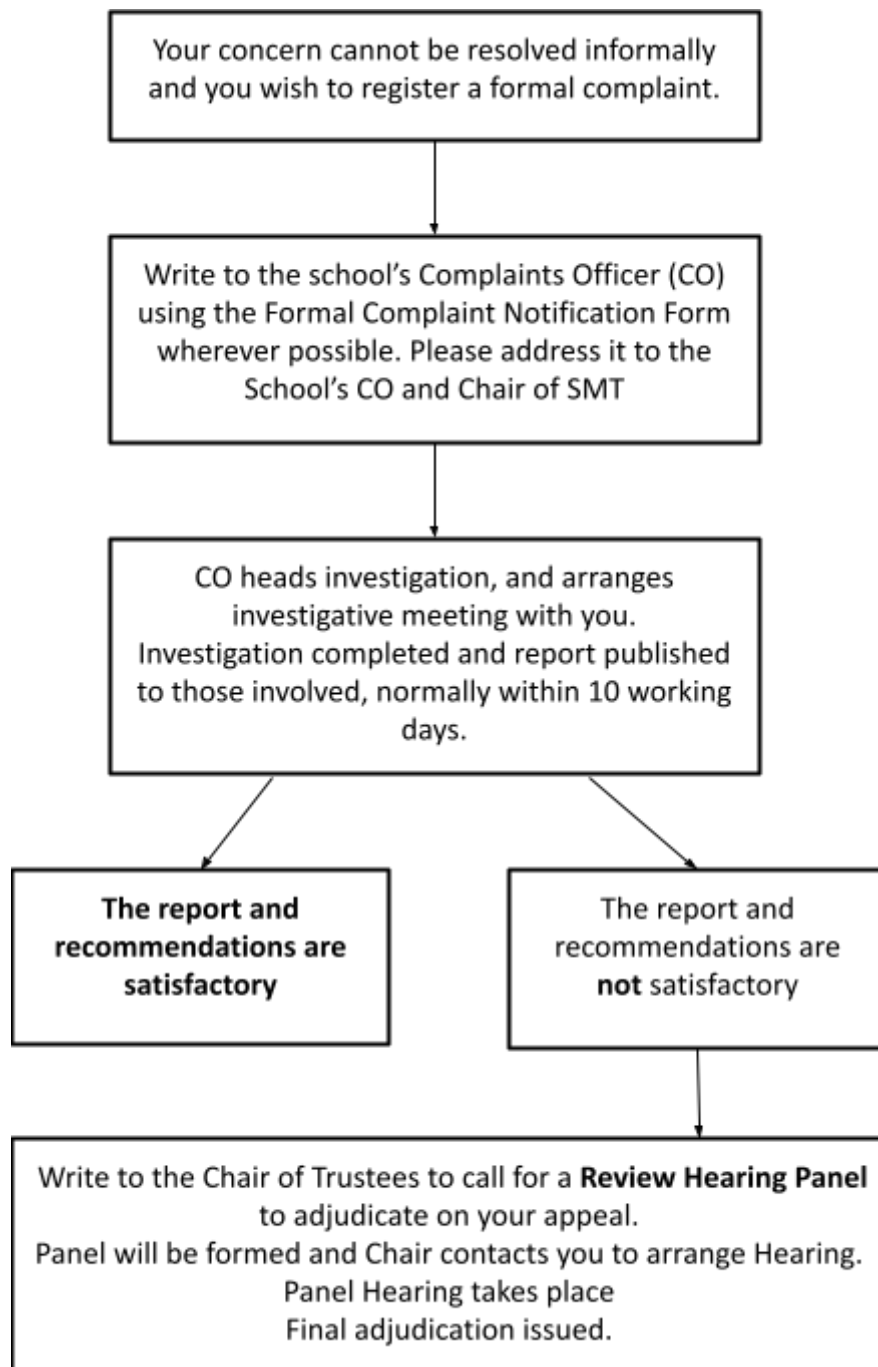 Your concern cannot be resolved informally
and you wish to register a formal complaint.
Write to the school’s Complaints Officer (CO)
using the Formal Complaint Notification Form
wherever possible. Please address it to the
School’s CO and Chair of SMT
CO heads investigation, and arranges
investigative meeting with you.
Investigation completed and report published
to those involved, normally within 10 working
days.
The report and
recommendations are
satisfactory
The report and
recommendations are
not satisfactory
Write to the Chair of Trustees to call for a Review Hearing Panel
to adjudicate on your appeal.
Panel will be formed and Chair contacts you to arrange Hearing.
Panel Hearing takes place
Final adjudication issued.